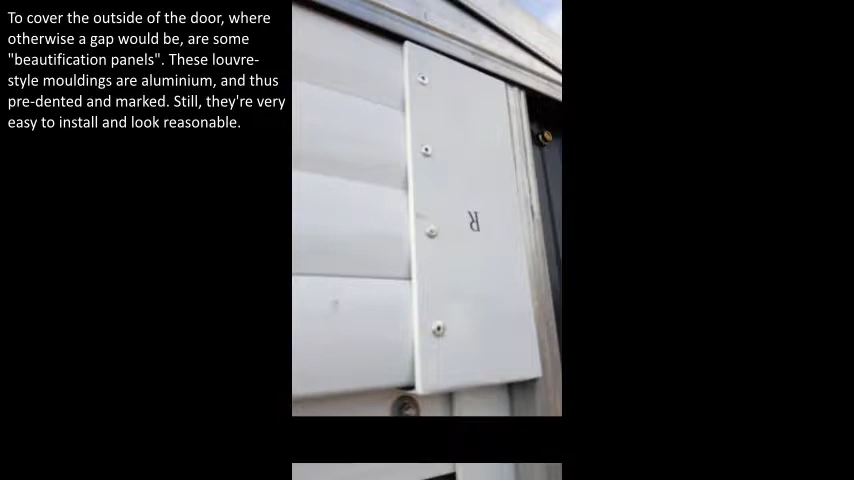 To cover the outside of the door, where
otherwise a gap would be, are some
"beautification panels". These louvre-
style mouldings are aluminium, and thus
pre-dented and marked. Still, they're very
easy to install and look reasonable.
R